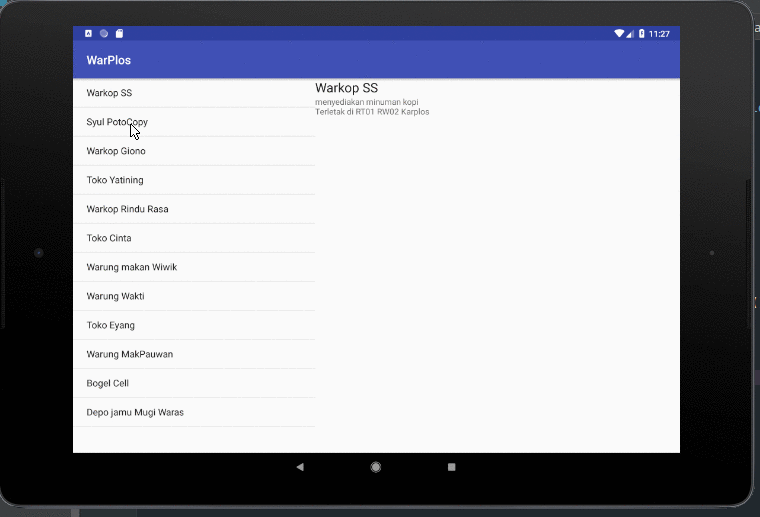 11:27
WarPlos
Warkop SS
Syul PotoCopy
Warkop Giono
Toko Yatining
Warkop Rindu Rasa
Toko Cinta
Warung makan Wiwik
Warung Wakti
Toko Eyang
Warung MakPauwan
Bogel Cell
Depo jamu Mugi Waras
Warkop SS
menyediakan minuman kopi
Terletak di RT01 RW02 Karplos